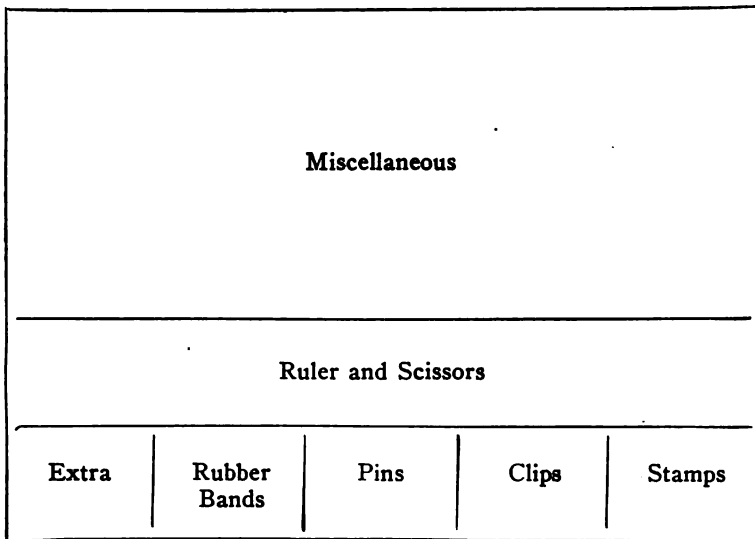 Miscellaneous
Ruler and Scissors
Extra
Rubber
Bands
Pins
Clips
Stamps